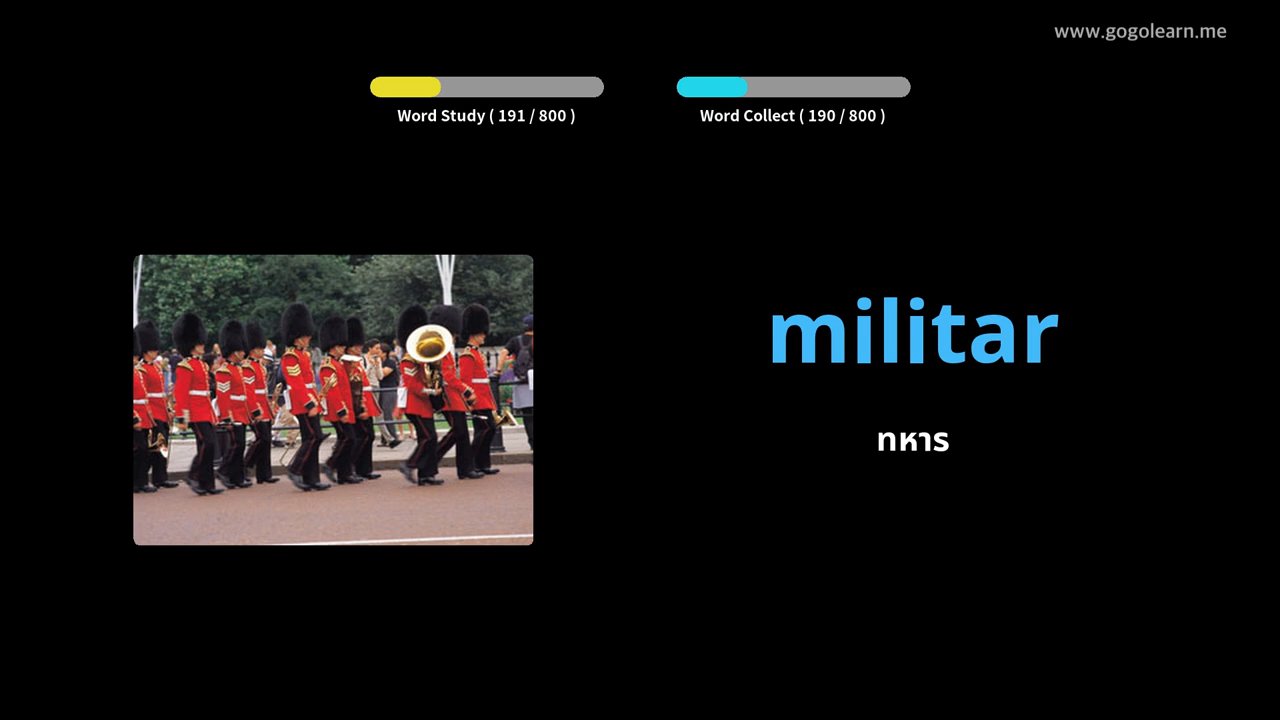 www.gogolearn.me
Word Study ( 191 / 800 )
Word Collect ( 190 / 800 )
militar
ทหาร